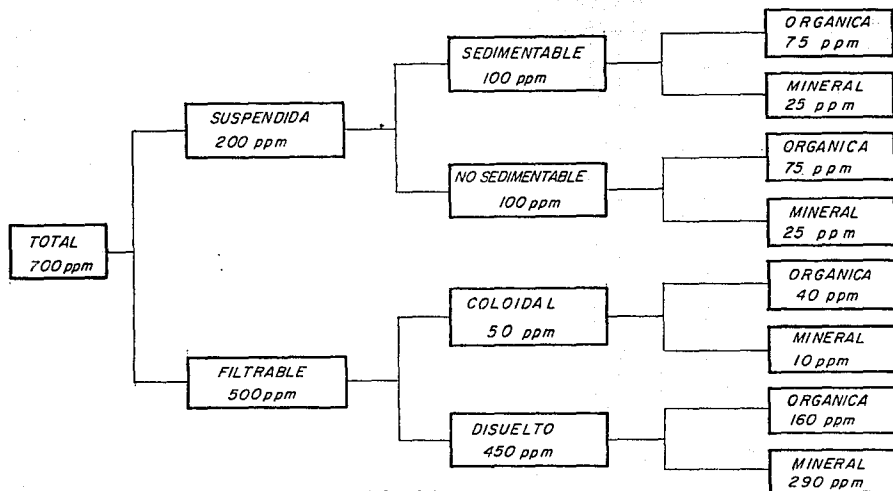 TOTAL
700 ppm
SUSPENDIDA
200 ppm
FILTRABLE
500 ppm
SEDIMENTABLE
100 ppm
NO SEDIMENTABLE
100 ppm
COLOIDAL
50 ppm
DISUELTO
450 ppm
ORGANICA
75 ppm
MINERAL
25 ppm
ORGANICA
75. ppm
MINERAL
25 ppm
ORGANICA
40 ppm
MINERAL
10 ppm
ORGANICA
160 ppm
MINERAL
290 ppm